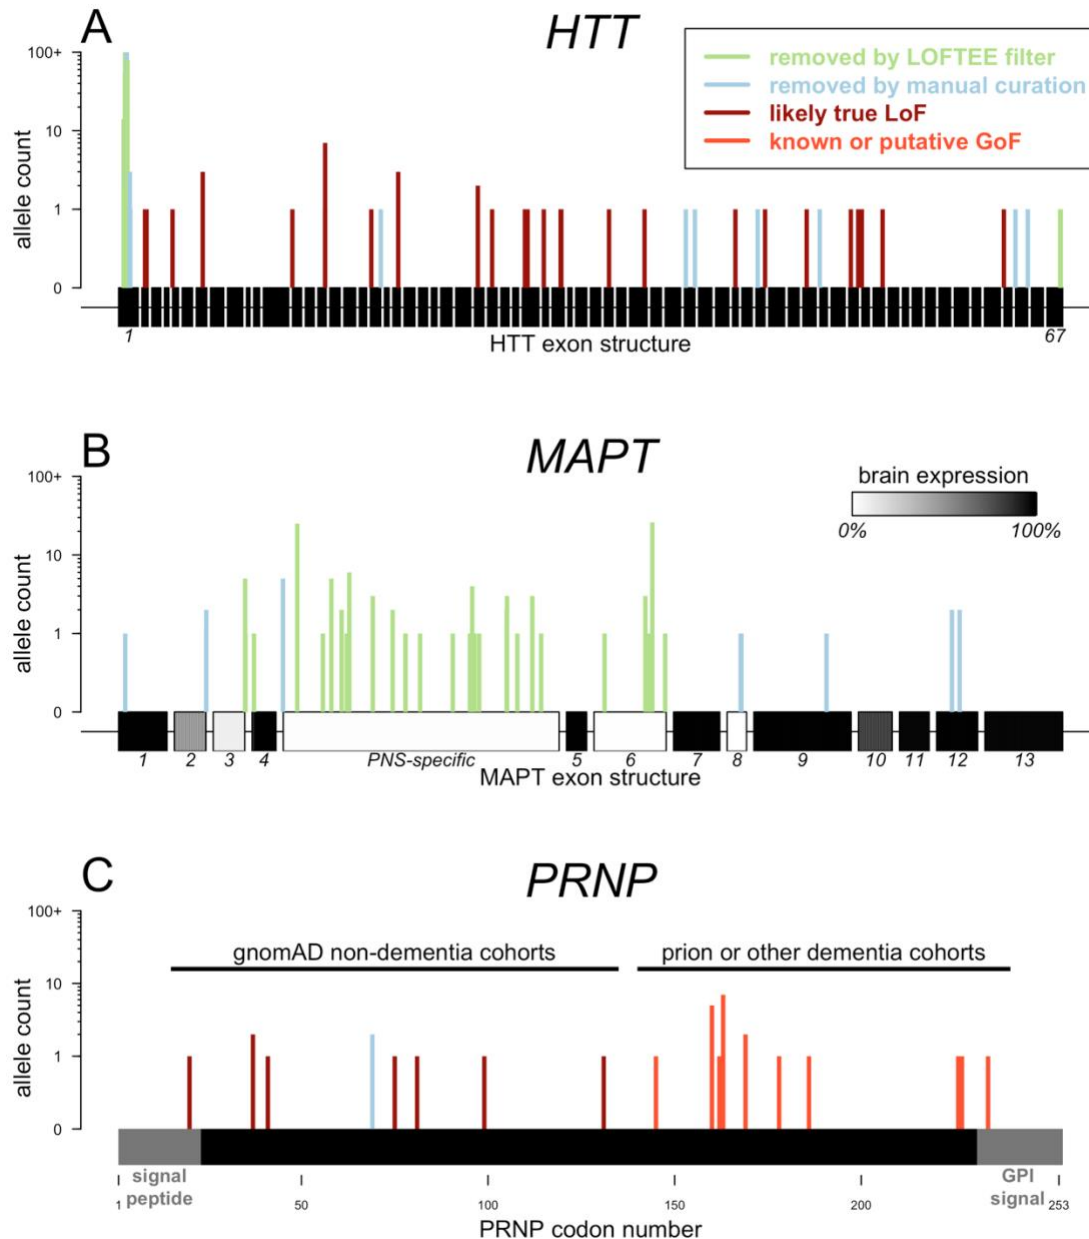 A
HTT
removed by LOFTEE filter
removed by manual curation
likely true LoF
known or putative GoF
allele count
100+
10
1
0
1
67
HTT exon structure
B
MAPT
brain expression
0%
100%
allele count
100+
10
1
0
1 2 3 4 PNS-specific 5 6 7 8 9 10 11 12 13
MAPT exon structure
C
PRNP
allele count
100+
10
1
0
gnomAD non-dementia cohorts
prion or other dementia cohorts
signal
peptide
GPI
signal
1 50 100 150 200 253
PRNP codon number